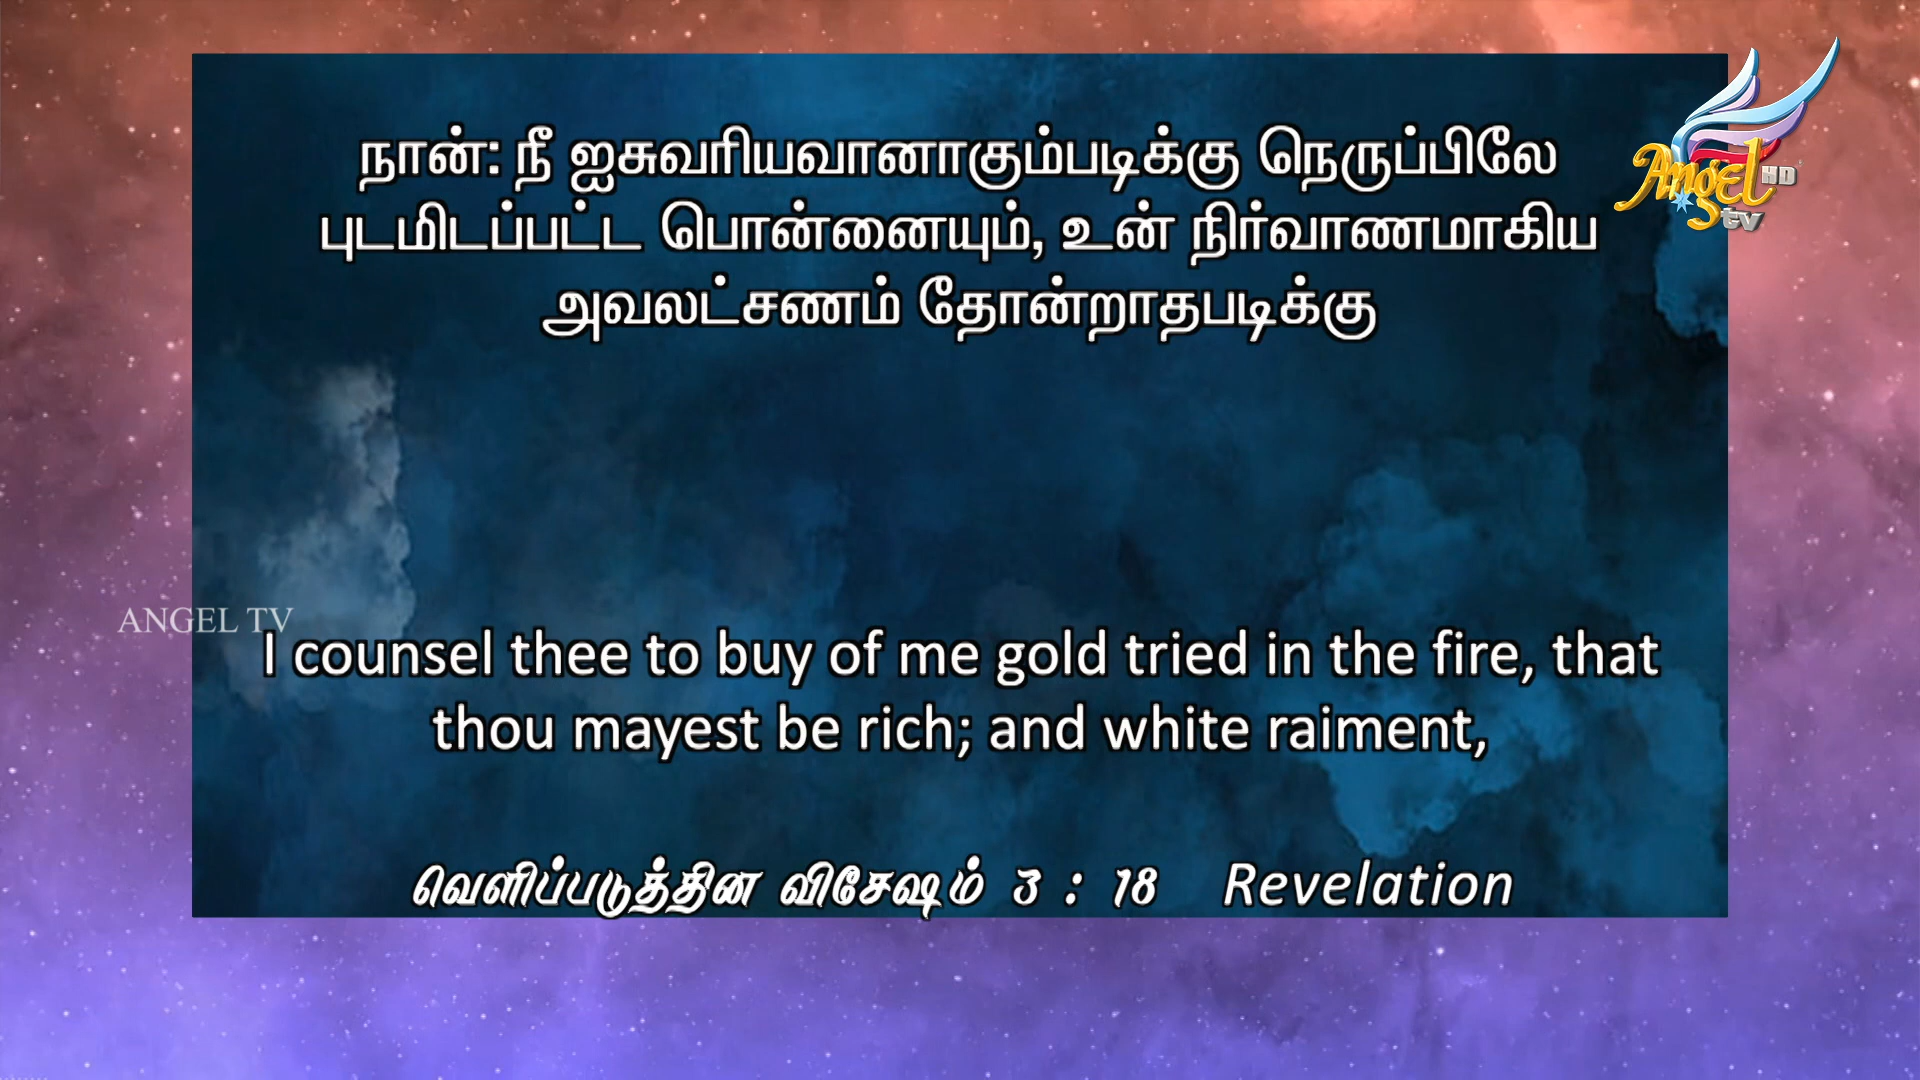 நான்: நீ ஐசுவரியவானாகும்படிக்கு நெருப்பிலே
புடமிடப்பட்ட பொன்னையும், உன் நிர்வாணமாகிய
அவலட்சணம் தோன்றாதபடிக்கு
Angel HD
tv
ANGEL TV
I counsel thee to buy of me gold tried in the fire, that
thou mayest be rich; and white raiment,
வெளிப்படுத்தின விசேஷம் 3 : 18 Revelation